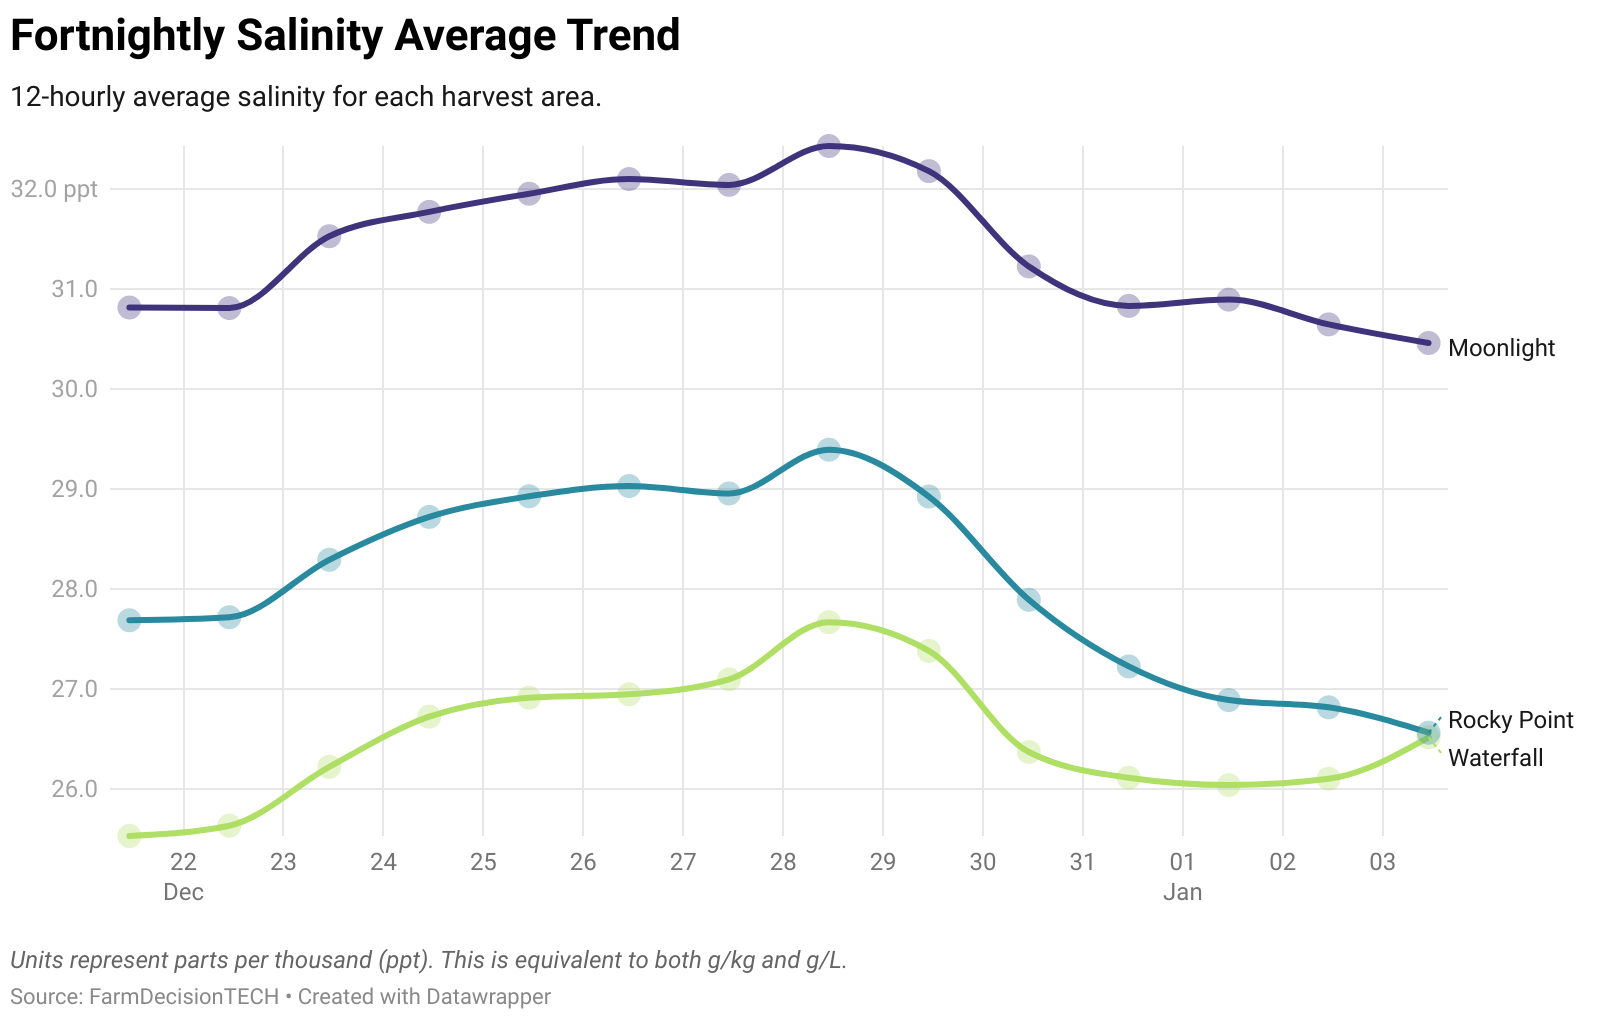 Fortnightly Salinity Average Trend
12-hourly average salinity for each harvest area.
32.0 ppt
31.0
30.0
29.0
28.0
27.0
26.0
Moonlight
Rocky Point
Waterfall
22 23 24 25 26 27 28 29 30 31 01 02 03
Dec Jan
Units represent parts per thousand (ppt). This is equivalent to both g/kg and g/L.
Source: FarmDecisionTECH • Created with Datawrapper